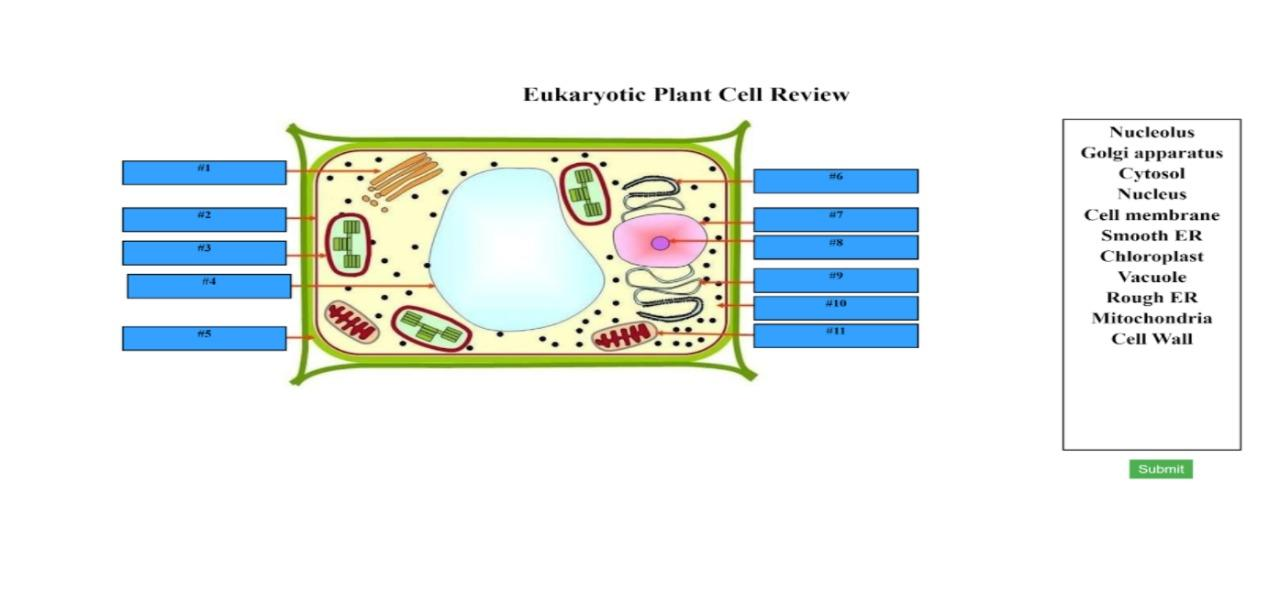 Eukaryotic Plant Cell Review
#1
#2
#3
#4
#5
#6
#7
#8
#9
#10
#11
Nucleolus
Golgi apparatus
Cytosol
Nucleus
Cell membrane
Smooth ER
Chloroplast
Vacuole
Rough ER
Mitochondria
Cell Wall
Submit